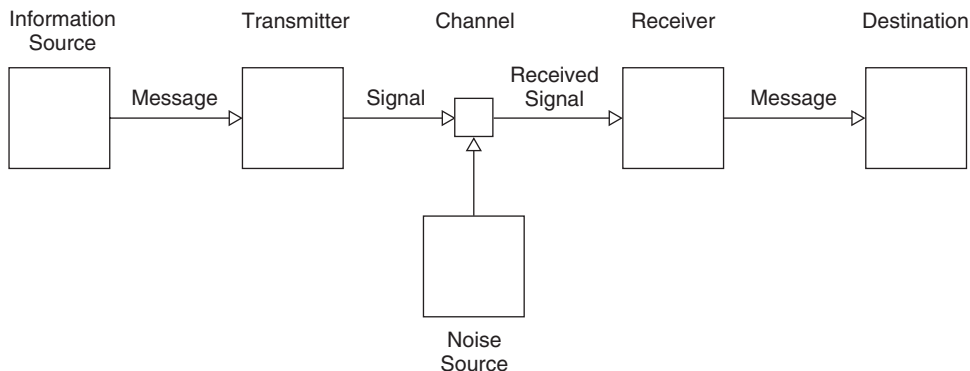 Information
Source
Transmitter
Channel
Receiver
Destination
Message
Signal
Received
Signal
Message
Noise
Source